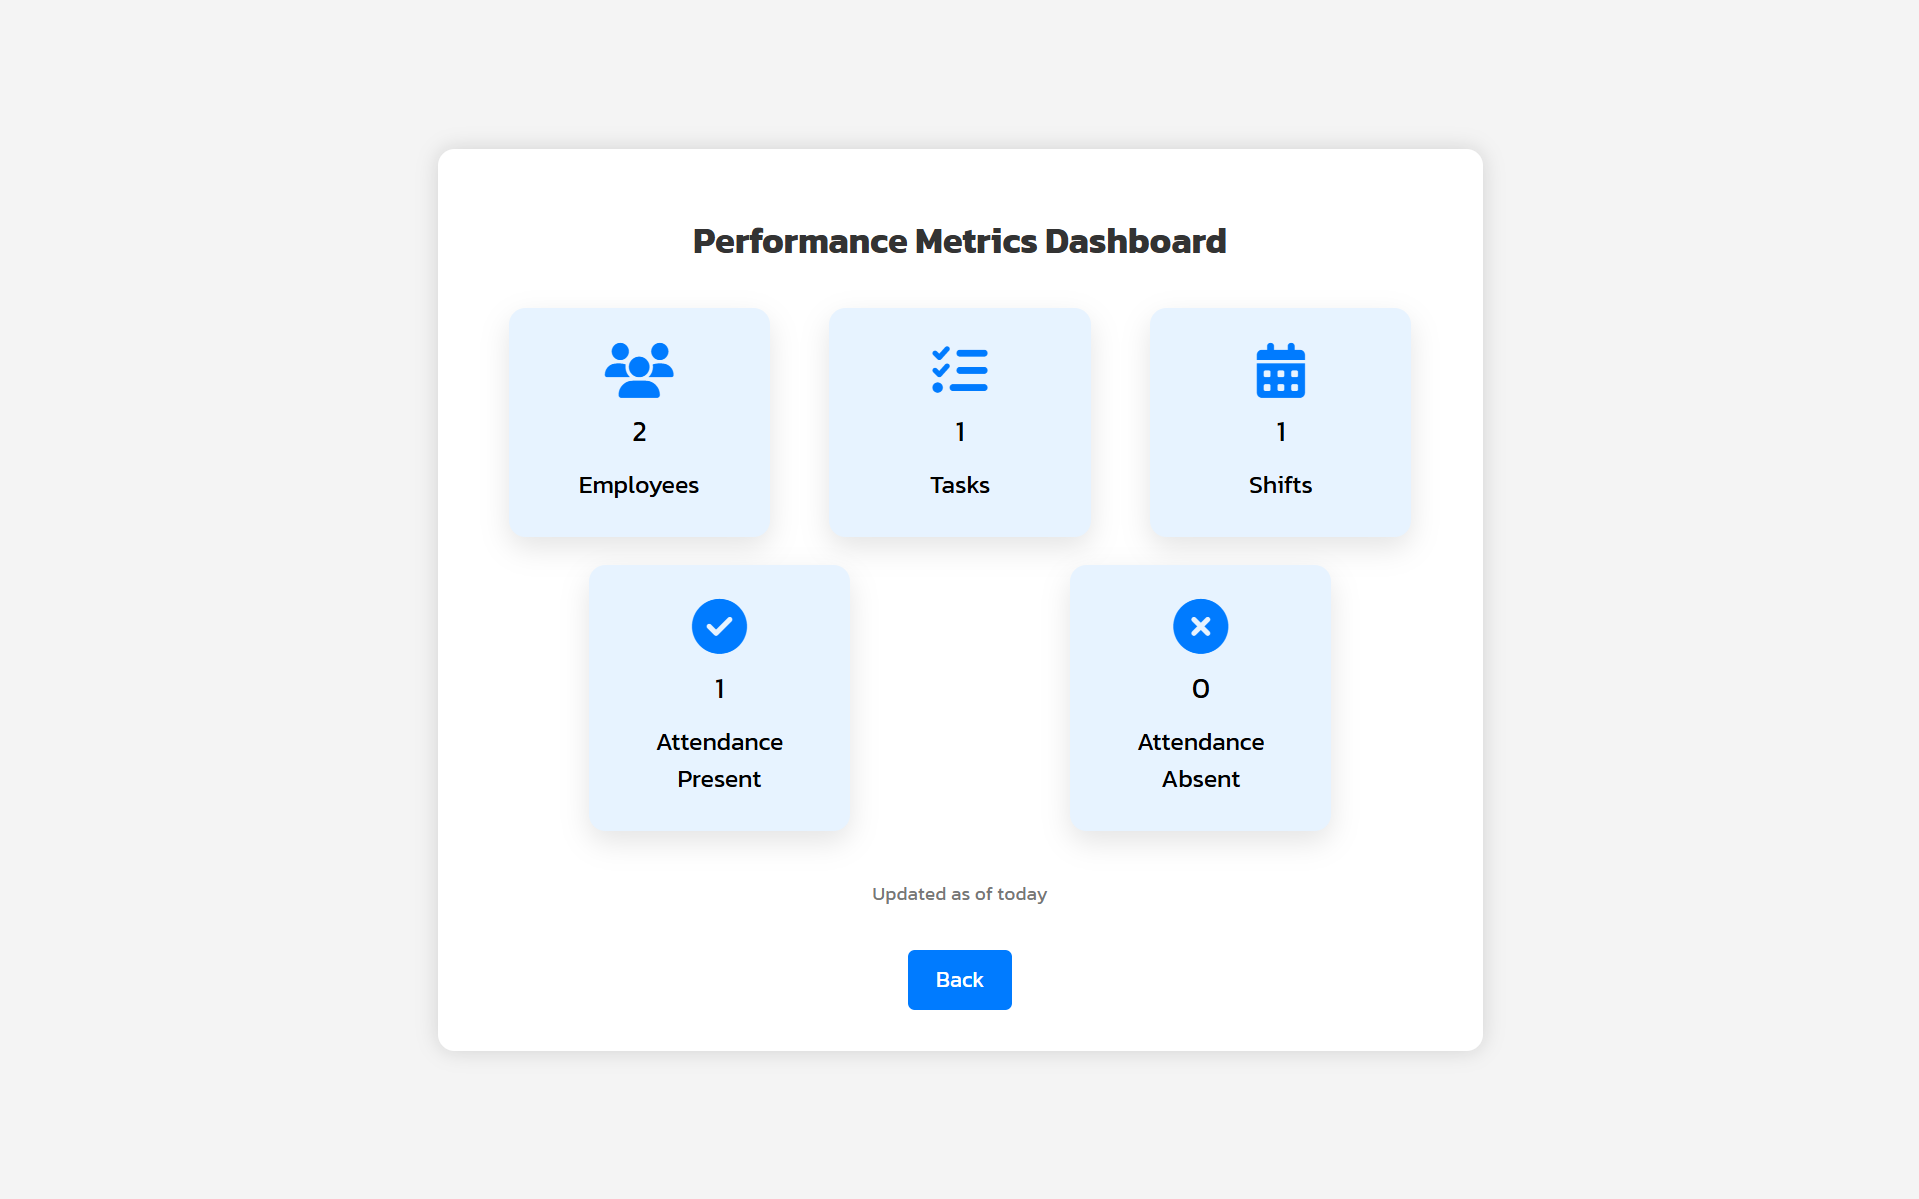 Performance Metrics Dashboard
2
Employees
1
Tasks
1
Shifts
1
Attendance
Present
0
Attendance
Absent
Updated as of today
Back